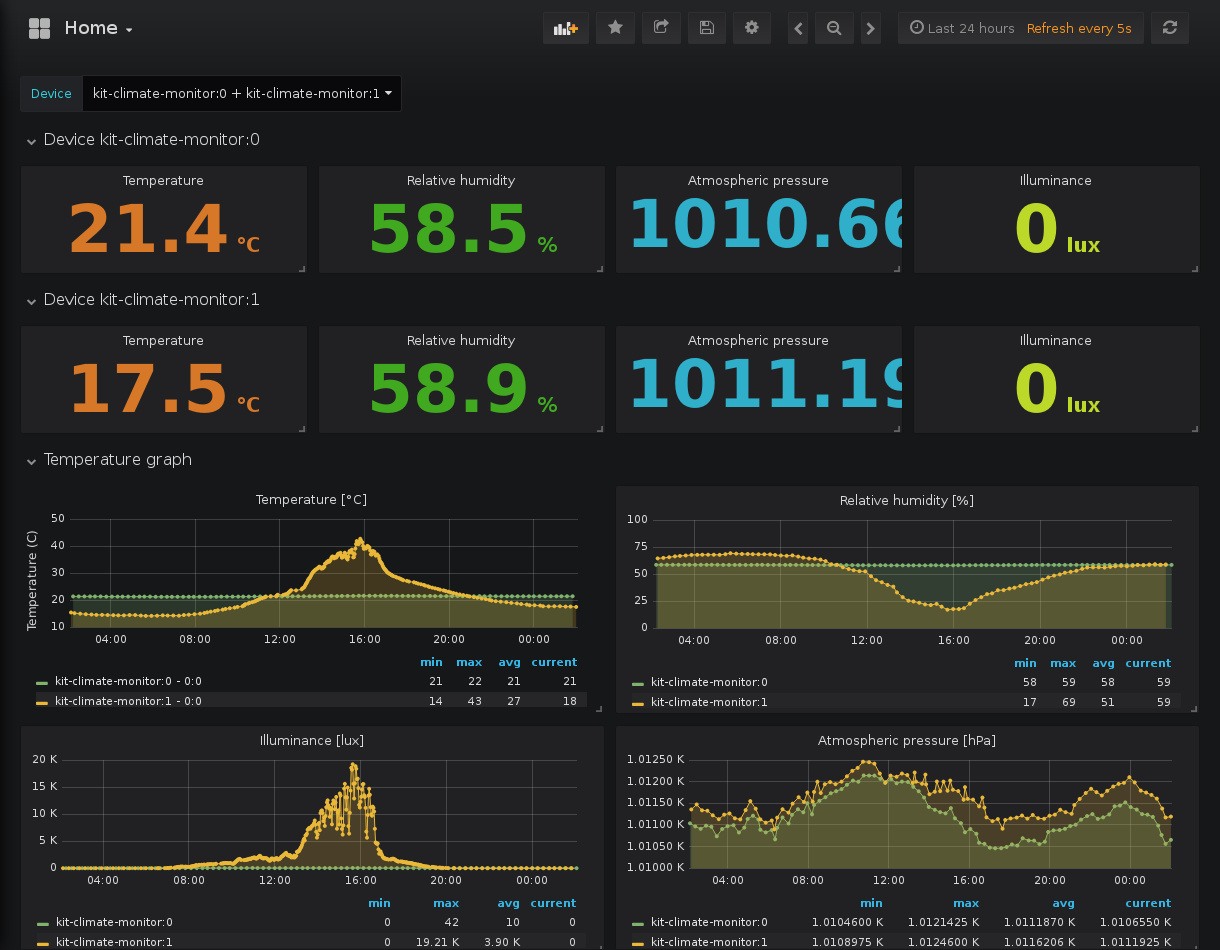 Home
Last 24 hours Refresh every 5s
Device kit-climate-monitor:0 + kit-climate-monitor:1
Device kit-climate-monitor:0
Temperature Relative humidity Atmospheric pressure Illuminance
21.4 °C 58.5 % 1010.66 0 lux
Device kit-climate-monitor:1
Temperature Relative humidity Atmospheric pressure Illuminance
17.5 °C 58.9 % 1011.19 0 lux
Temperature graph
Temperature [°C]
Temperature (C)
50
40
30
20
10
04:00 08:00 12:00 16:00 20:00 00:00
min max avg current
kit-climate-monitor:0 - 0:0 21 22 21 21
kit-climate-monitor:1 - 0:0 14 43 27 18
Relative humidity [%]
100
75
50
25
0
04:00 08:00 12:00 16:00 20:00 00:00
min max avg current
kit-climate-monitor:0 58 59 58 59
kit-climate-monitor:1 17 69 51 59
Illuminance [lux]
20 K
15 K
10 K
5 K
0
04:00 08:00 12:00 16:00 20:00 00:00
min max avg current
kit-climate-monitor:0 0 42 10 0
kit-climate-monitor:1 0 19.21 K 3.90 K 0
Atmospheric pressure [hPa]
1.01250 K
1.01200 K
1.01150 K
1.01100 K
1.01050 K
1.01000 K
04:00 08:00 12:00 16:00 20:00 00:00
min max avg current
kit-climate-monitor:0 1.0104600 K 1.0121425 K 1.0111870 K 1.0106550 K
kit-climate-monitor:1 1.0108975 K 1.0124600 K 1.0116206 K 1.0111925 K